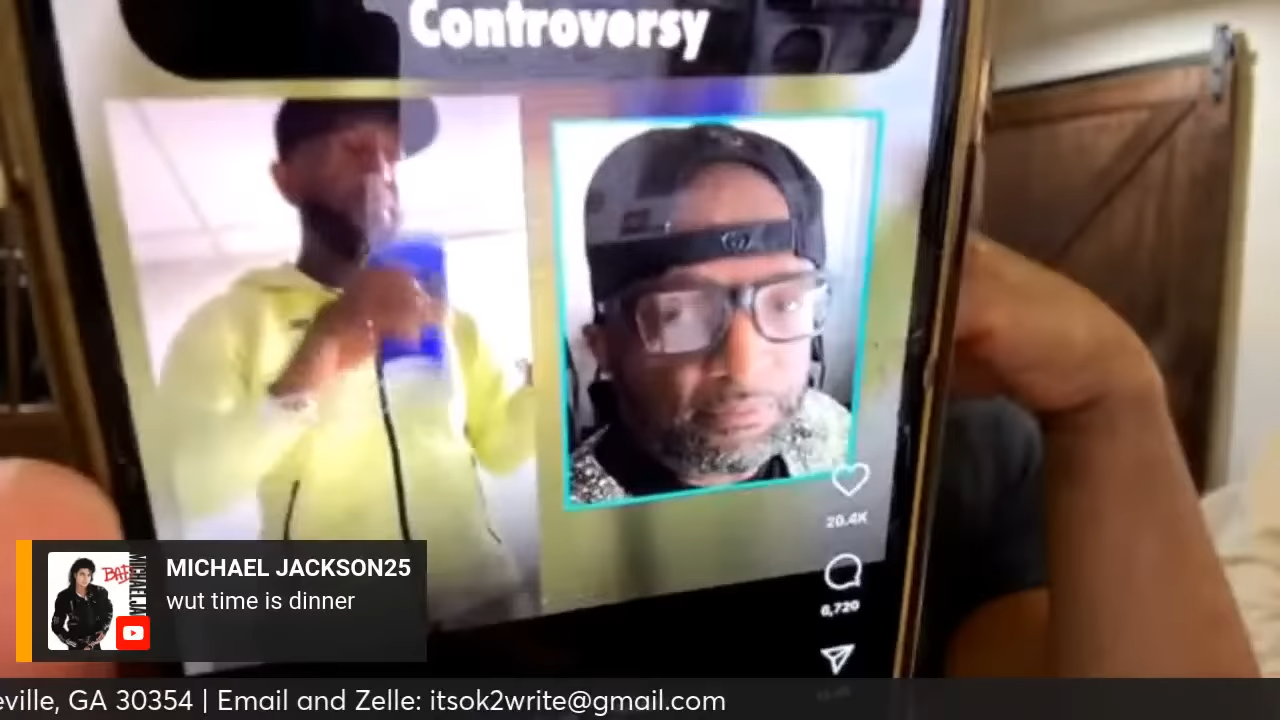 Controversy
20.4K
6,720
BAD
MICHAEL JACKSON25
wut time is dinner
eville, GA 30354 | Email and Zelle: itsok2write@gmail.com